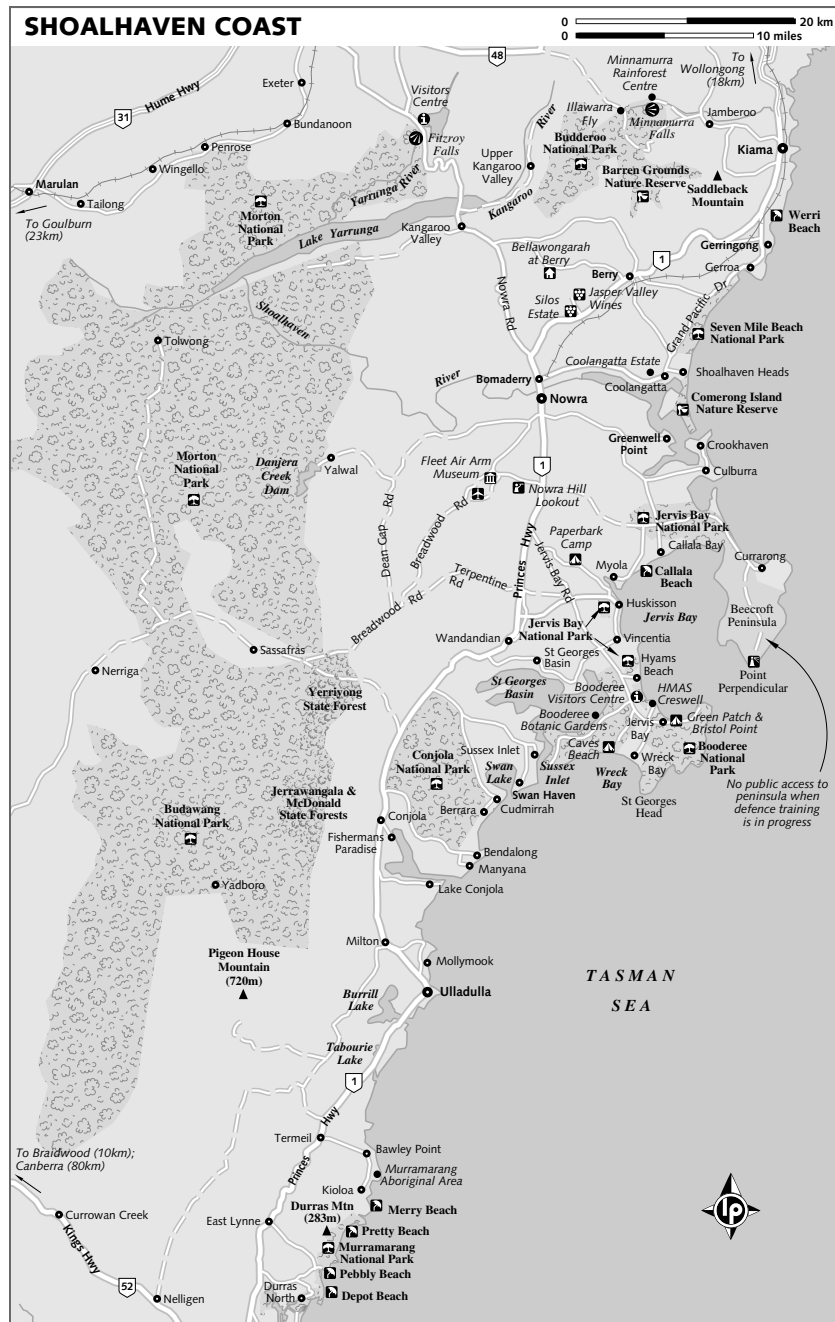 SHOALHAVEN COAST
0 20 km
0 10 miles
48
To
Wollongong
(18km)
Minnamurra
Rainforest
Centre
Exeter
Visitors
Centre
31
Hume Hwy
Illawarra
Fly
Jamberoo
Minnamurra
Falls
Bundanoon
Fitzroy
Falls
River
Budderoo
National Park
Kiama
Penrose
Wingello
Upper
Kangaroo
Valley
Barren Grounds
Nature Reserve
Saddleback
Mountain
Marulan
Tailong
Yarrunga River
Kangaroo
To Goulburn
(23km)
Morton
National
Park
Lake Yarrunga
Kangaroo
Valley
Werri
Beach
Bellawongarah
at Berry
1
Gerringong
Berry
Gerroa
Nowra Rd
Jasper Valley
Wines
Silos
Estate
Grand Pacific Dr
Shoalhaven
Seven Mile Beach
National Park
Tolwong
River
Coolangatta Estate
Shoalhaven Heads
Bomaderry
Coolangatta
Nowra
Comerong Island
Nature Reserve
Greenwell
Point
Crookhaven
Morton
National
Park
Danjera
Creek
Dam
Yalwal
Fleet Air Arm
Museum
1
Culburra
Nowra Hill
Lookout
Dean Gap Rd
Breadwood Rd
Princes Hwy
Jervis Bay Rd
Paperbark
Camp
Jervis Bay
National Park
Callala Bay
Currarong
Myola
Callala
Beach
Terpentine Rd
Huskisson
Jervis Bay
Beecroft
Peninsula
Breadwood Rd
Jervis Bay
National Park
Wandandian
Vincentia
Sassafras
St Georges
Basin
Hyams
Beach
Point
Perpendicular
Nerriga
Yerriyong
State Forest
St Georges
Basin
Booderee
Visitors Centre
HMAS
Creswell
Booderee
Botanic Gardens
Jervis
Bay
Green Patch &
Bristol Point
Sussex Inlet
Caves
Beach
Booderee
National
Park
Conjola
National Park
Swan
Lake
Sussex
Inlet
Wreck
Bay
Wreck
Bay
Swan Haven
St Georges
Head
No public access to
peninsula when
defence training
is in progress
Jerrawangala &
McDonald
State Forests
Budawang
National Park
Berrara
Cudmirrah
Conjola
Fishermans
Paradise
Bendalong
Manyana
Yadboro
Lake Conjola
Milton
Pigeon House
Mountain
(720m)
Mollymook
TASMAN
SEA
Burrill
Lake
Ulladulla
Tabourie
Lake
1
Princes Hwy
Termeil
To Braidwood (10km);
Canberra (80km)
Bawley Point
Murramarang
Aboriginal Area
Kioloa
Durras Mtn
(283m)
Merry Beach
Currowan Creek
East Lynne
Pretty Beach
Kings Hwy
Murramarang
National Park
Pebbly Beach
52
Nelligen
Durras
North
Depot Beach
lp